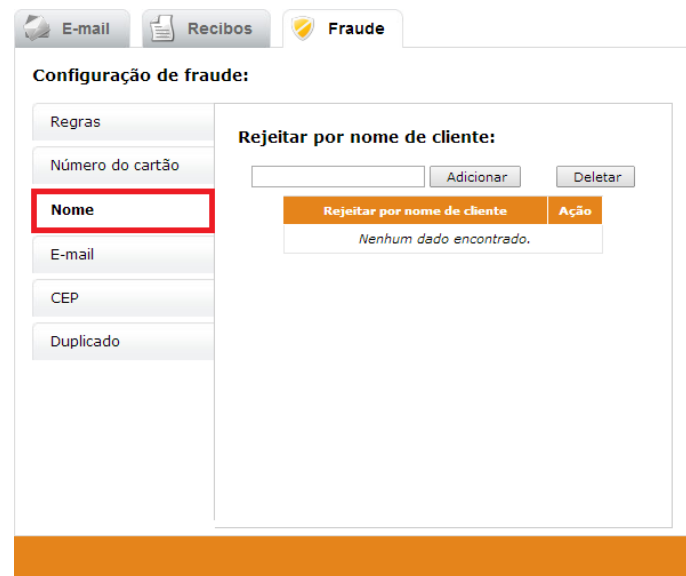 E-mail Recibos Fraude
Configuração de fraude:
Regras
Número do cartão
Nome
E-mail
CEP
Duplicado
Rejeitar por nome de cliente:
Adicionar Deletar
Rejeitar por nome de cliente Ação
Nenhum dado encontrado.